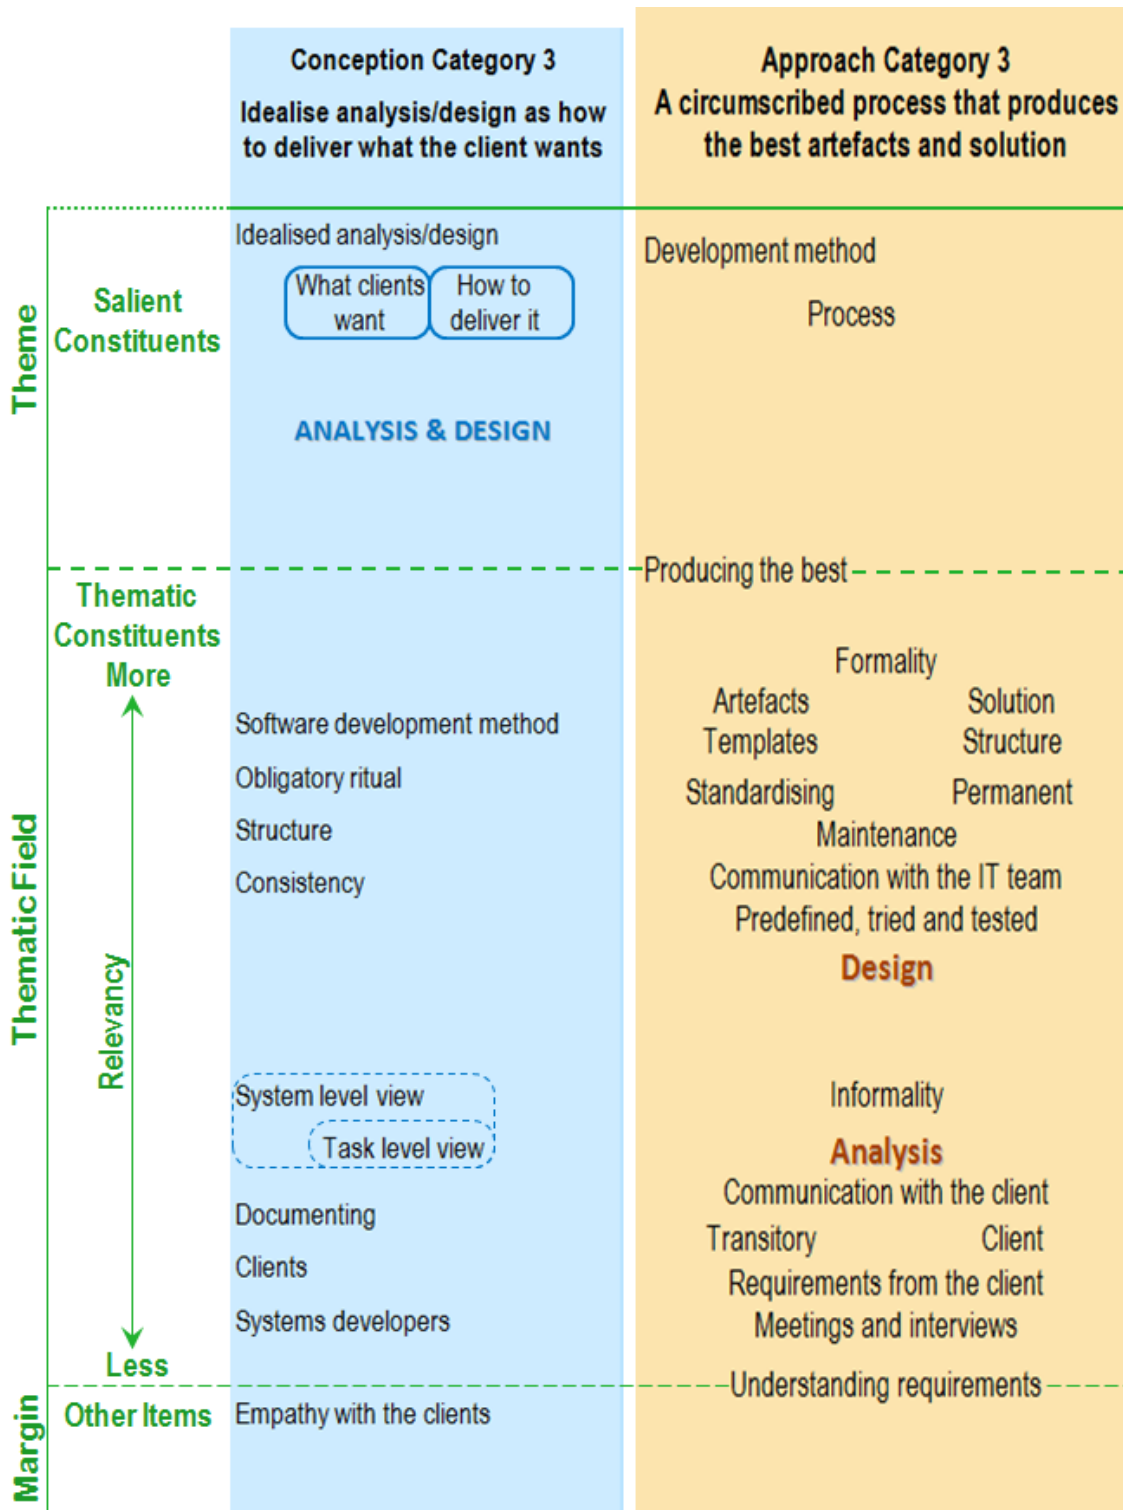 Conception Category 3
Idealise analysis/design as how
to deliver what the client wants
Approach Category 3
A circumscribed process that produces
the best artefacts and solution
Theme
Salient
Constituents
Idealised analysis/design
What clients
want
How to
deliver it
ANALYSIS & DESIGN
Development method
Process
Producing the best
Thematic Field
Thematic
Constituents
More
Relevancy
Less
Software development method
Obligatory ritual
Structure
Consistency
System level view
Task level view
Documenting
Clients
Systems developers
Formality
Artefacts
Solution
Templates
Structure
Standardising
Permanent
Maintenance
Communication with the IT team
Predefined, tried and tested
Design
Informality
Analysis
Communication with the client
Transitory
Client
Requirements from the client
Meetings and interviews
Understanding requirements
Margin
Other Items
Empathy with the clients